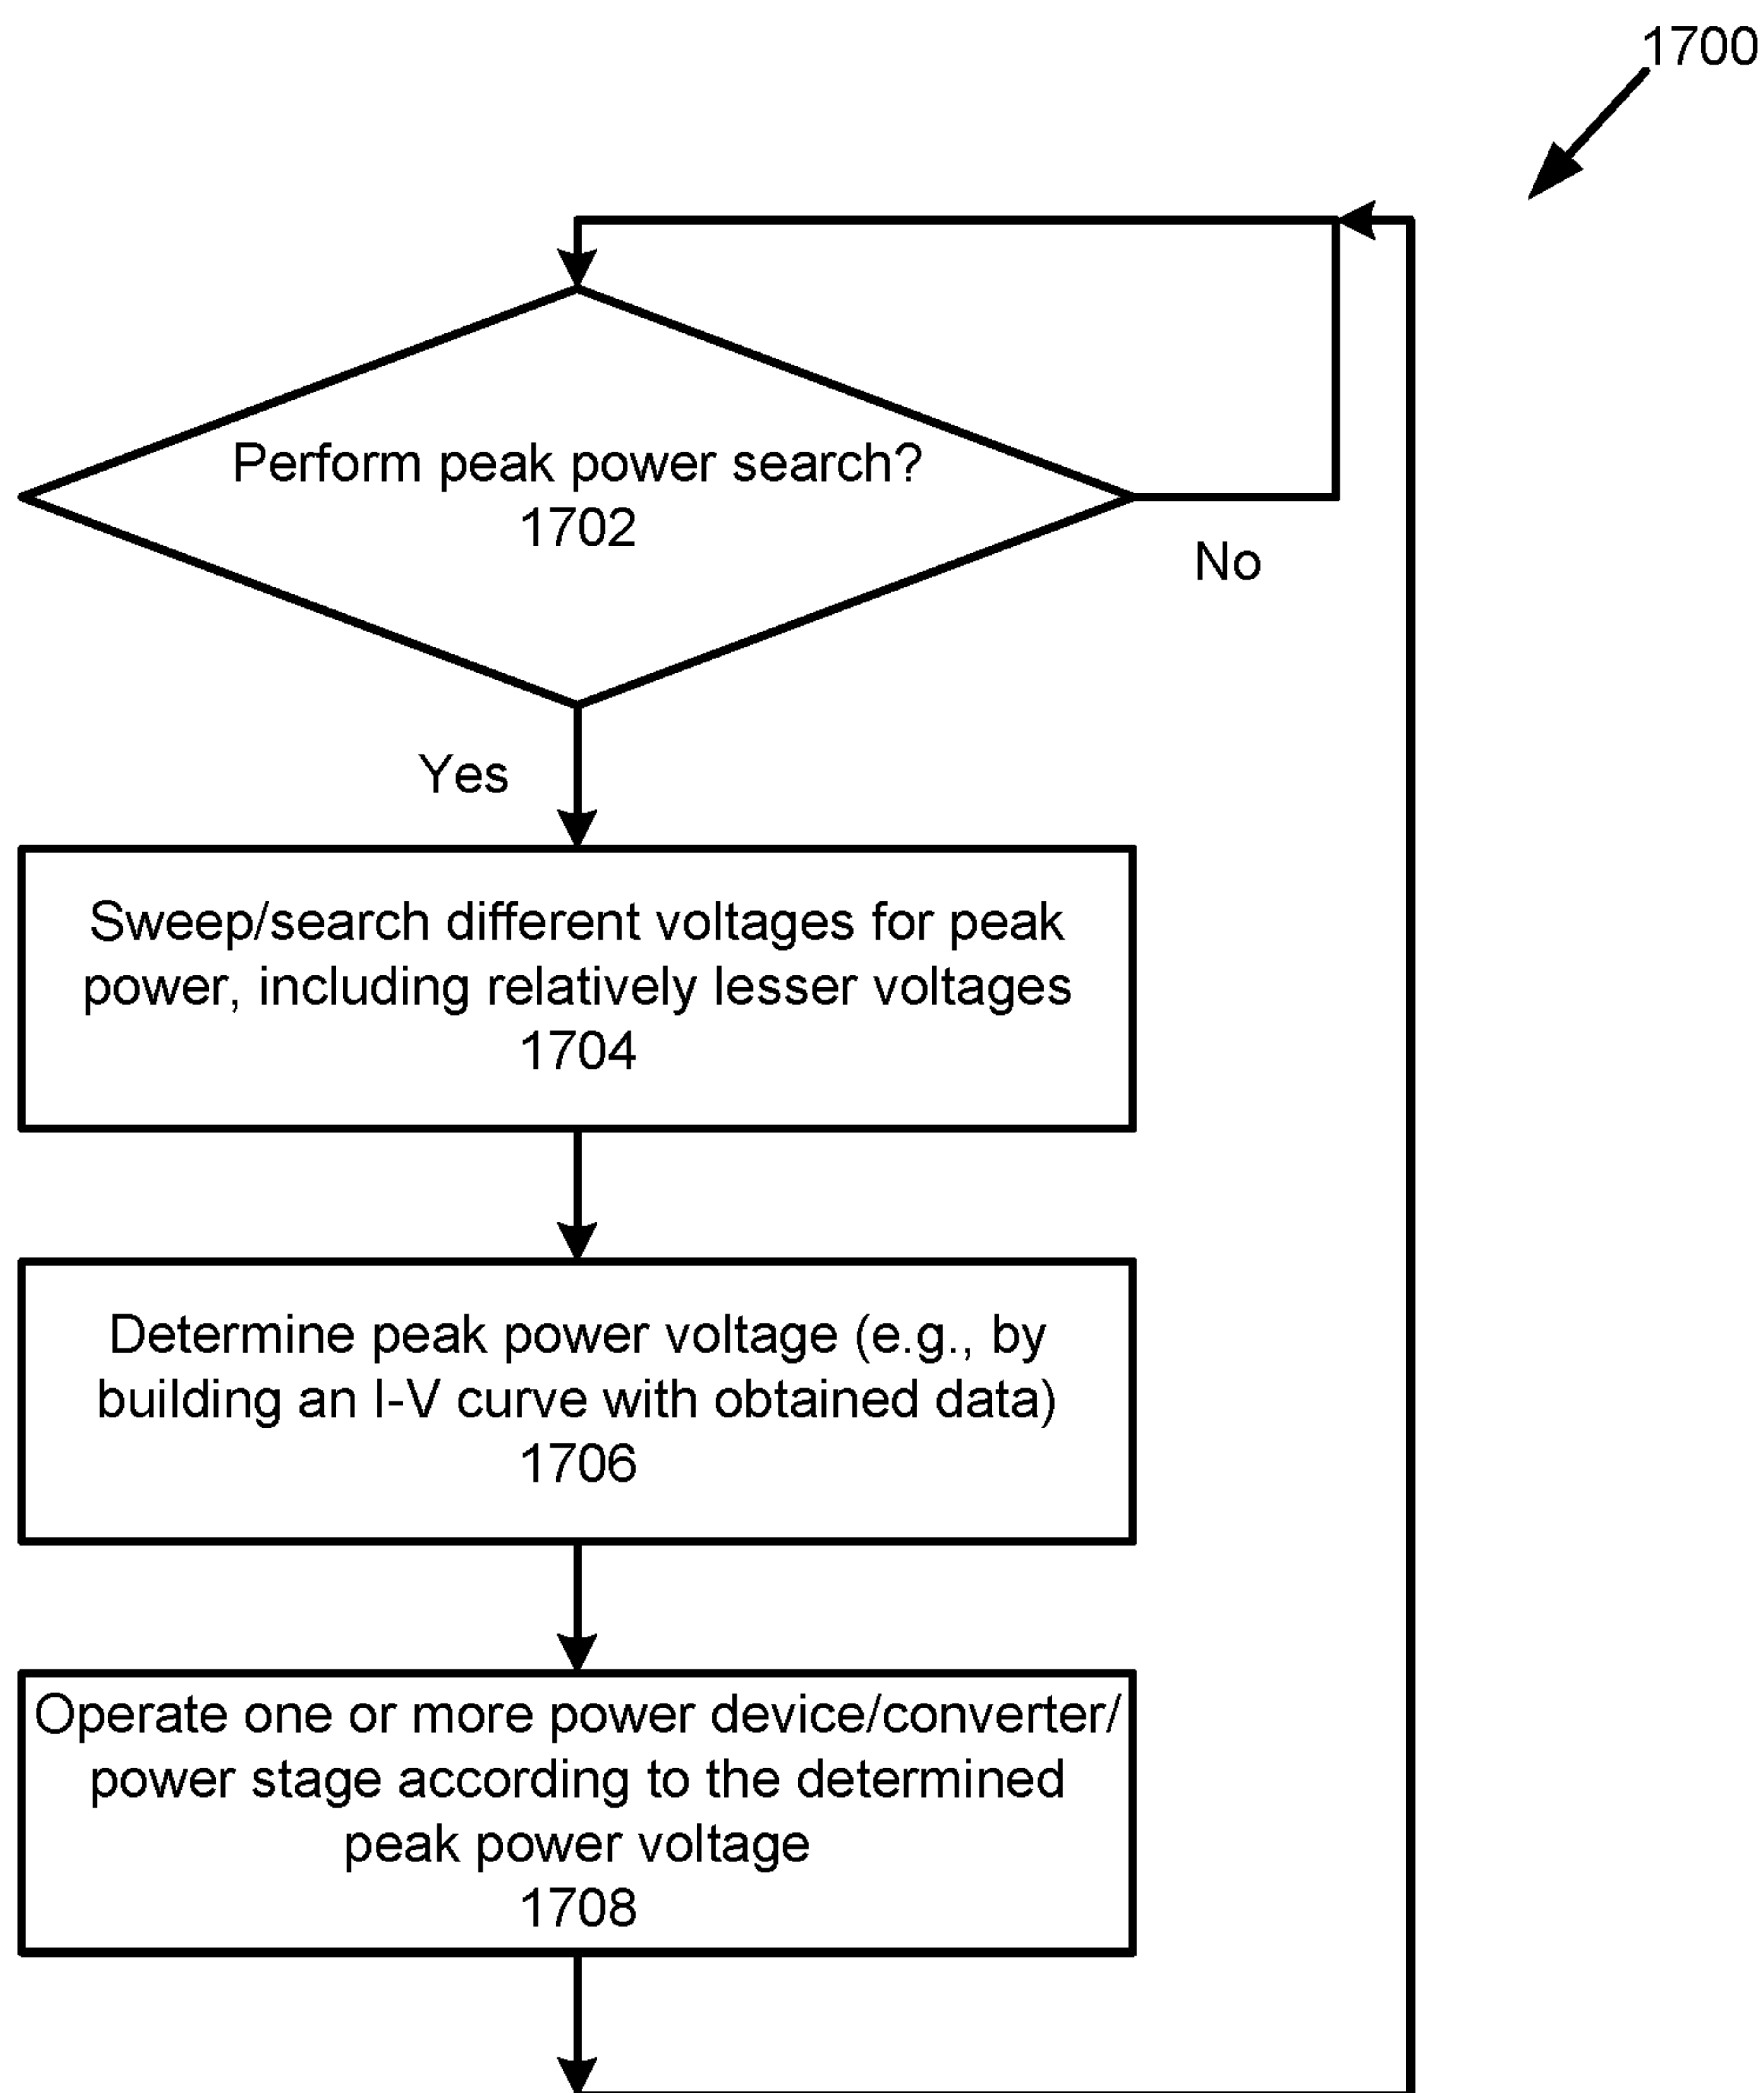 1700
Perform peak power search?
1702
No
Yes
Sweep/search different voltages for peak
power, including relatively lesser voltages
1704
Determine peak power voltage (e.g., by
building an I-V curve with obtained data)
1706
Operate one or more power device/converter/
power stage according to the determined
peak power voltage
1708